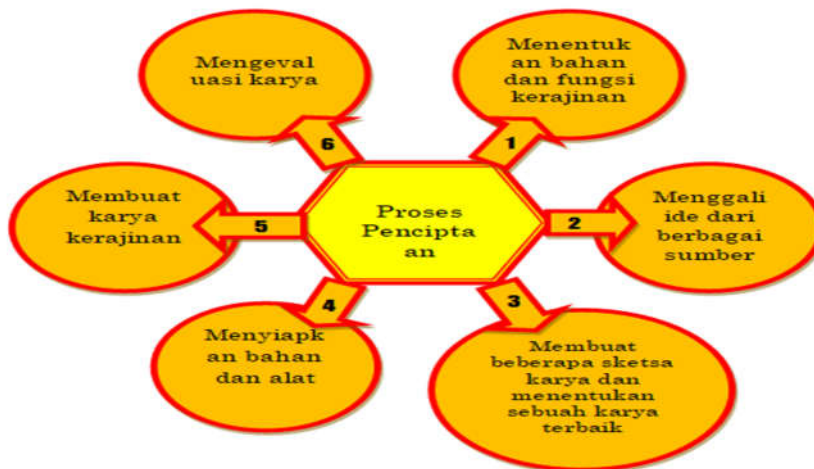 Proses
Pencipta
an
1
Menentuk
an bahan
dan fungsi
kerajinan
2
Menggali
ide dari
berbagai
sumber
3
Membuat
beberapa sketsa
karya dan
menentukan
sebuah karya
terbaik
4
Menyiapk
an bahan
dan alat
5
Membuat
karya
kerajinan
6
Mengeval
uasi karya